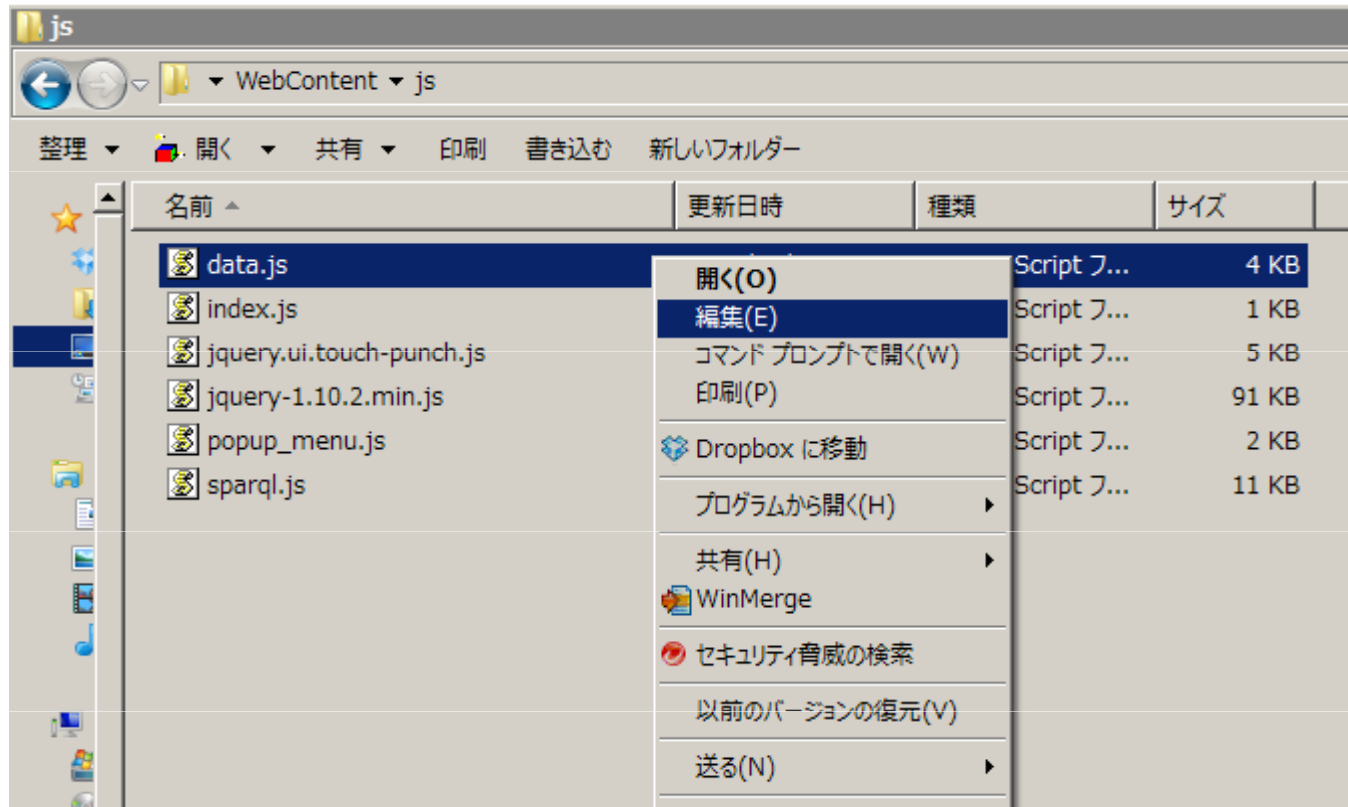 js
WebContent js
整理 開く 共有 印刷 書き込む 新しいフォルダー
名前 更新日時 種類 サイズ
data.js Script フ... 4 KB
index.js Script フ... 1 KB
jquery.ui.touch-punch.js Script フ... 5 KB
jquery-1.10.2.min.js Script フ... 91 KB
popup_menu.js Script フ... 2 KB
sparql.js Script フ... 11 KB
開く(O)
編集(E)
コマンド プロンプトで開く(W)
印刷(P)
Dropbox に移動
プログラムから開く(H)
共有(H)
WinMerge
セキュリティ脅威の検索
以前のバージョンの復元(V)
送る(N)